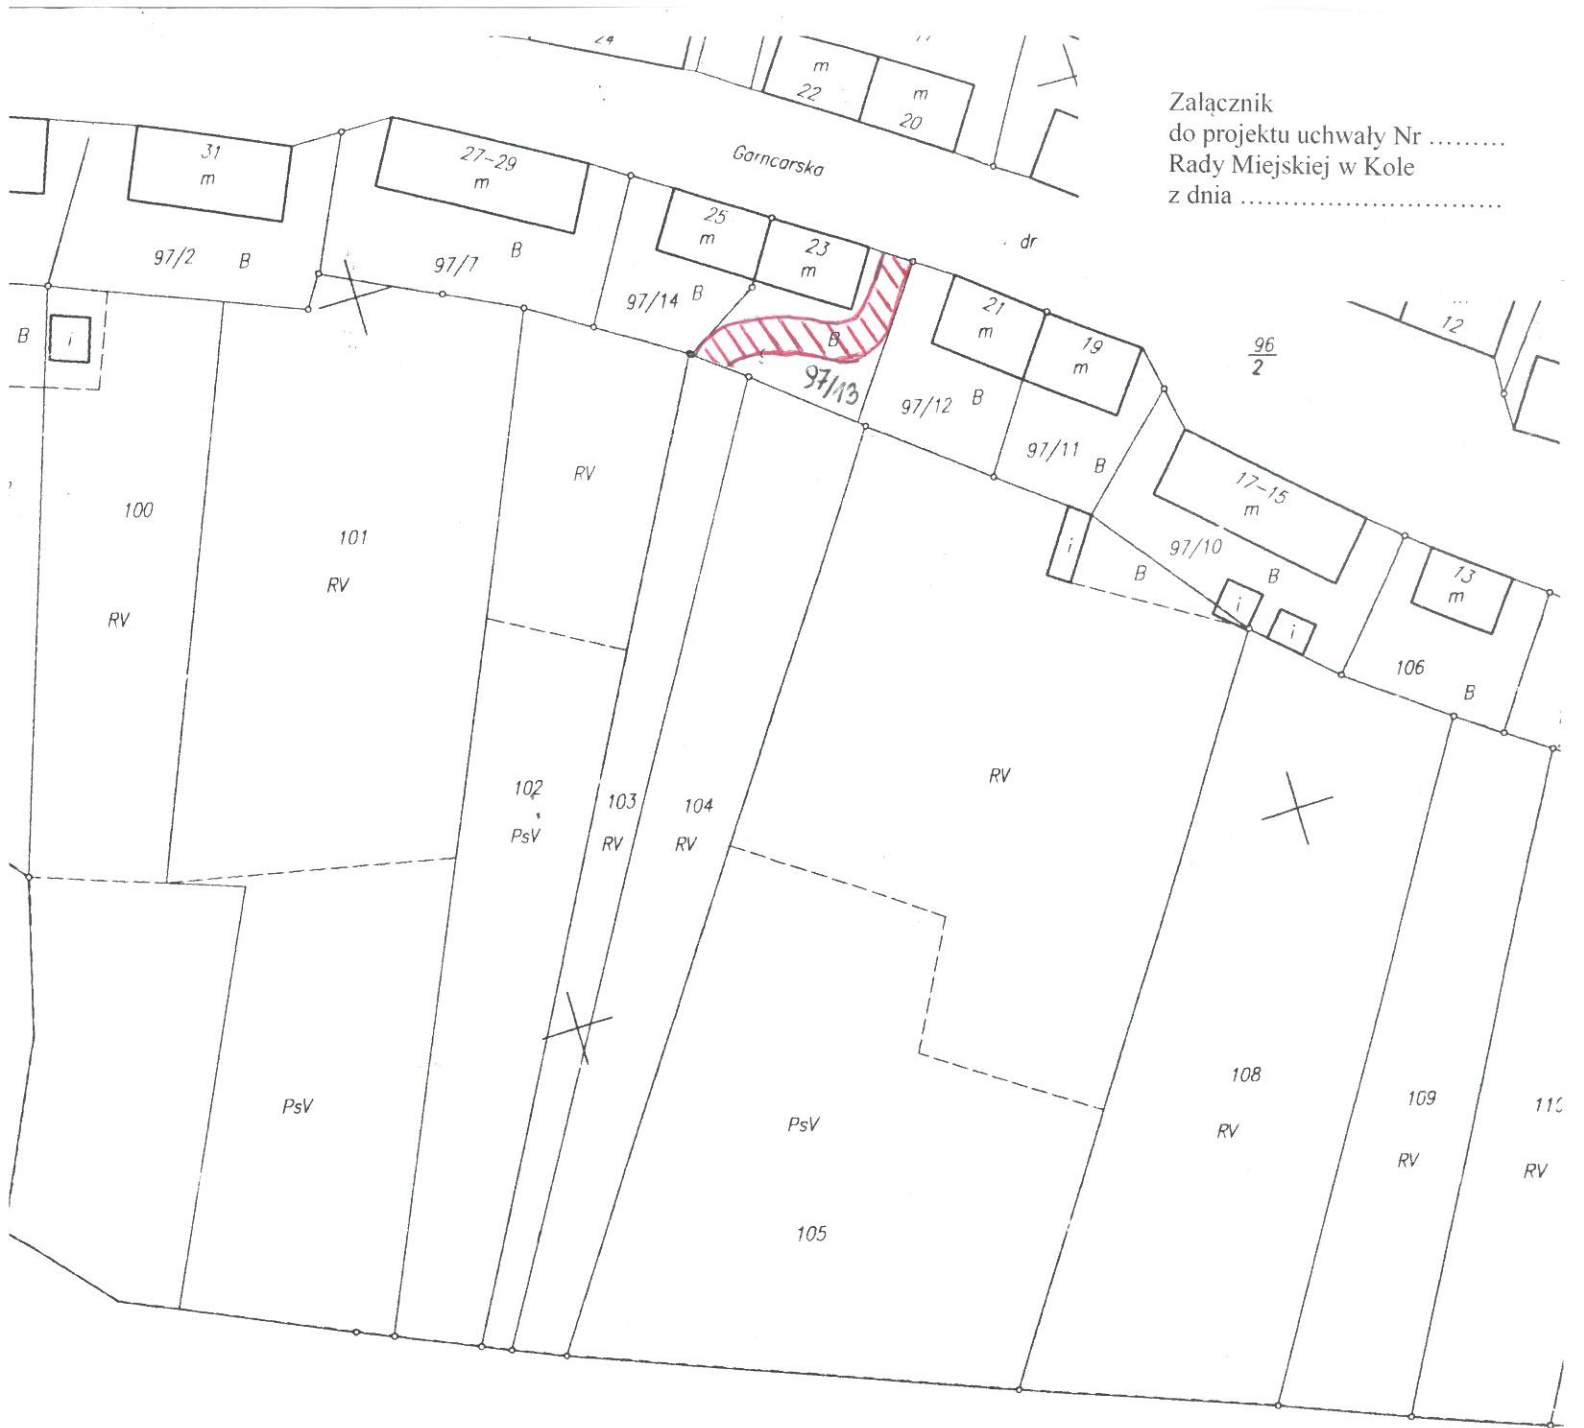 Załącznik
do projektu uchwały Nr .........
Rady Miejskiej w Kole
z dnia ..............................
24
m
22
m
20
31
m
27-29
m
Garncarska
25
m
23
m
dr
97/2
B
97/7
B
97/14
B
B
97/13
21
m
19
m
96
2
12
B
i
97/12
B
97/11
B
17-15
m
97/10
B
B
i
i
i
13
m
106
B
100
RV
101
RV
RV
102
PsV
103
RV
104
RV
RV
PsV
PsV
105
108
RV
109
RV
RV